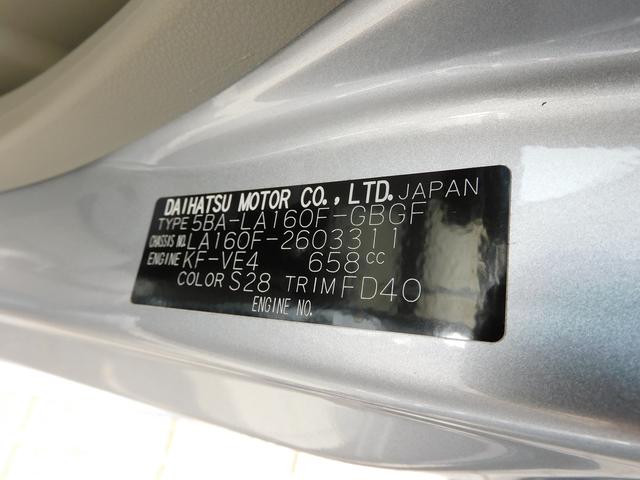 DAIHATSU MOTOR CO., LTD. JAPAN
TYPE 5BA-LA160F-GBGF
CHASSIS NO. LA160F-2603311
ENGINE KF-VE4 658cc
COLOR S28 TRIM FD40
ENGINE NO.